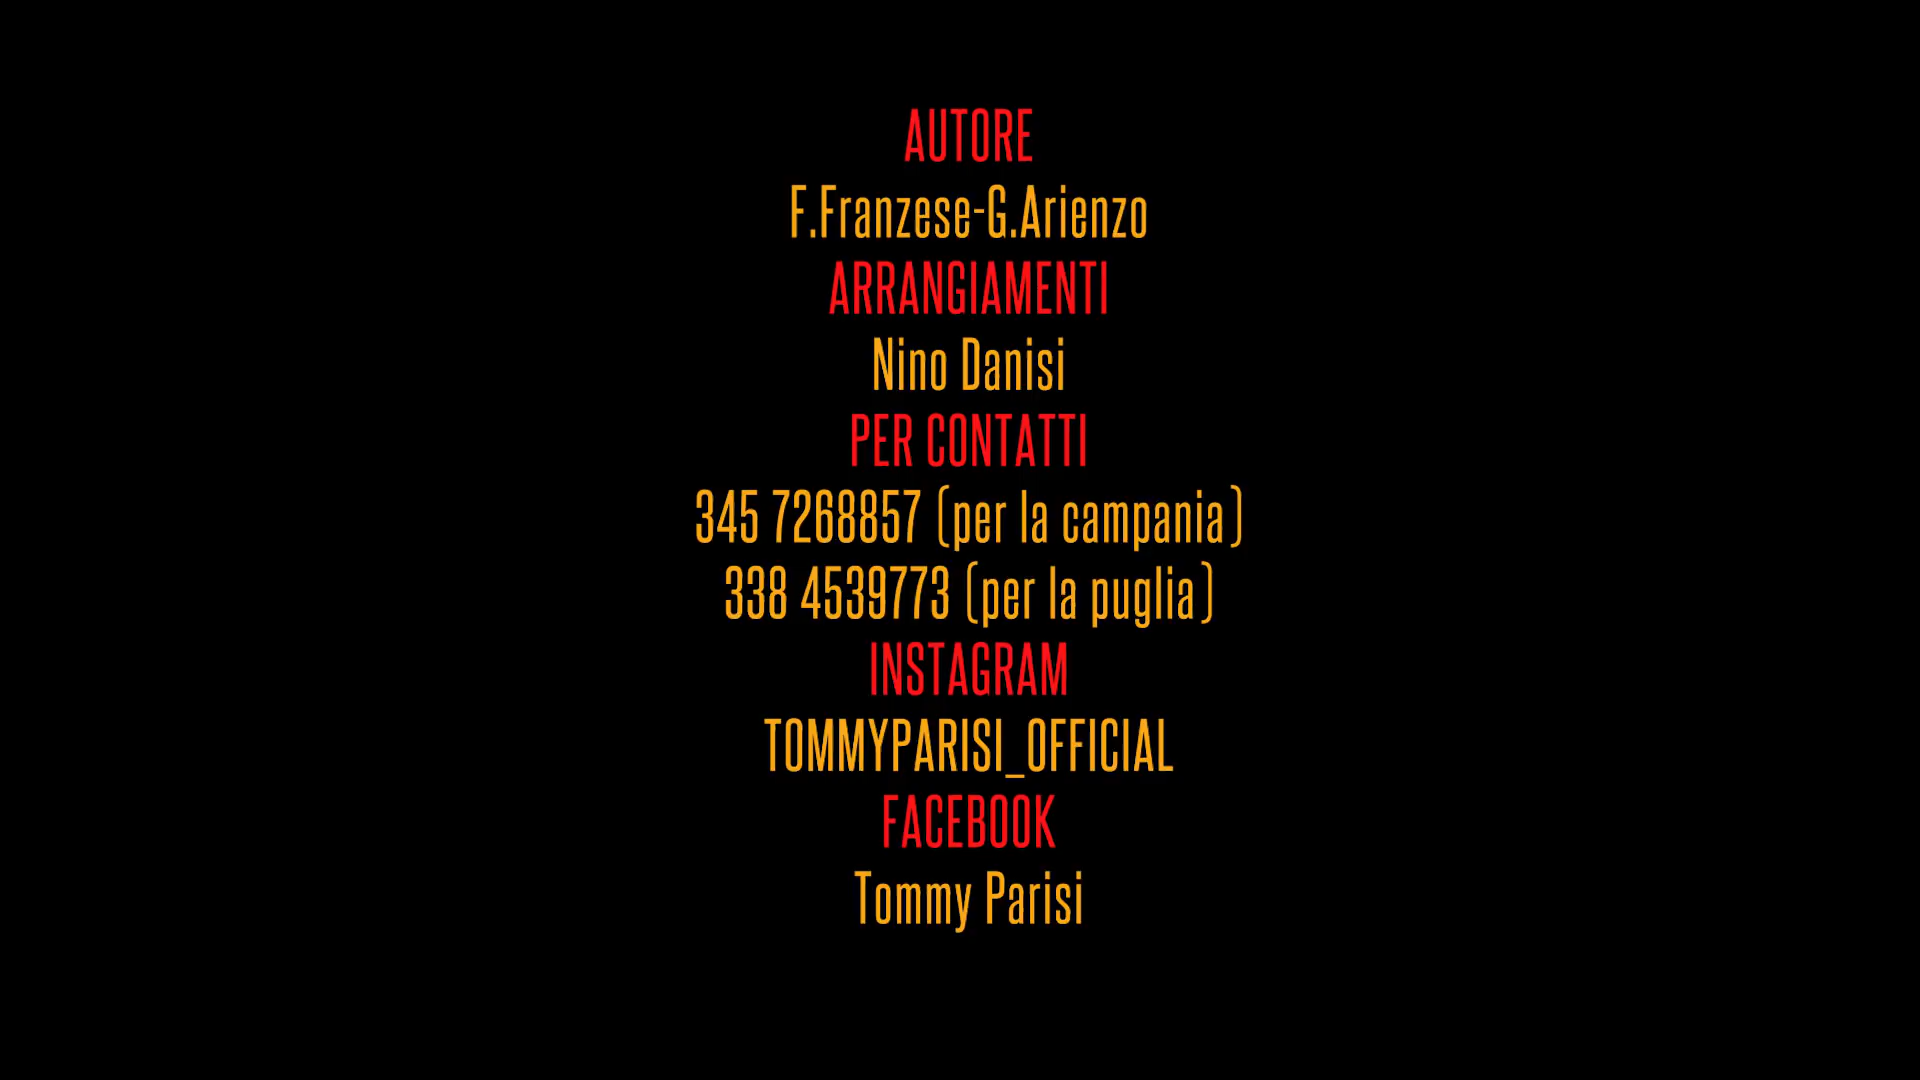 AUTORE
F.Franzese-G.Arienzo
ARRANGIAMENTI
Nino Danisi
PER CONTATTI
345 7268857 (per la campania)
338 4539773 (per la puglia)
INSTAGRAM
TOMMYPARISI_OFFICIAL
FACEBOOK
Tommy Parisi